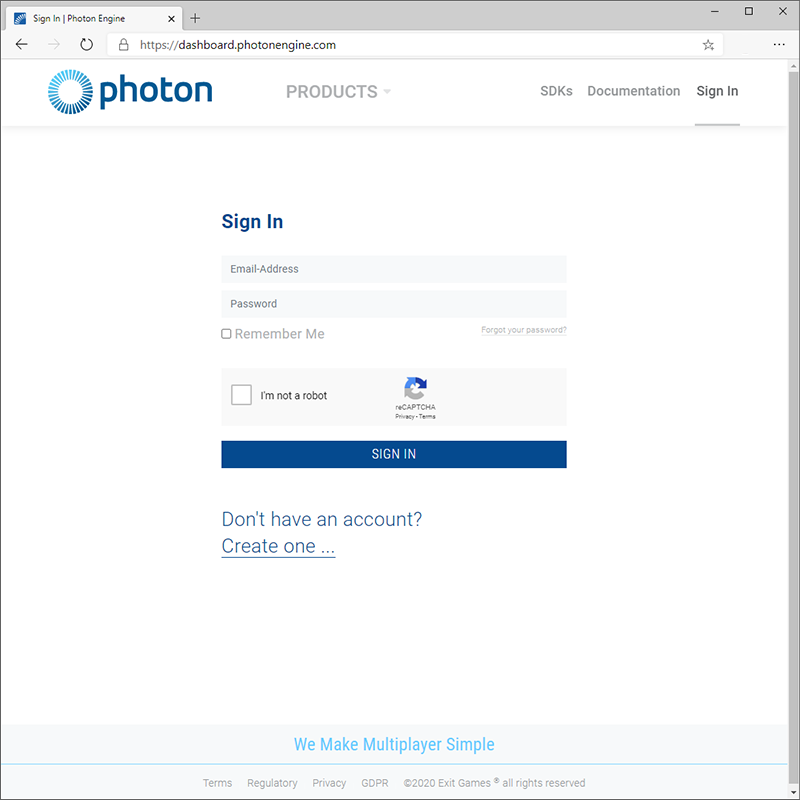 Sign In | Photon Engine
https://dashboard.photonengine.com
photon
PRODUCTS
SDKs Documentation Sign In
Sign In
Email-Address
Password
Remember Me
Forgot your password?
I'm not a robot
reCAPTCHA
Privacy - Terms
SIGN IN
Don't have an account?
Create one ...
We Make Multiplayer Simple
Terms Regulatory Privacy GDPR ©2020 Exit Games ® all rights reserved